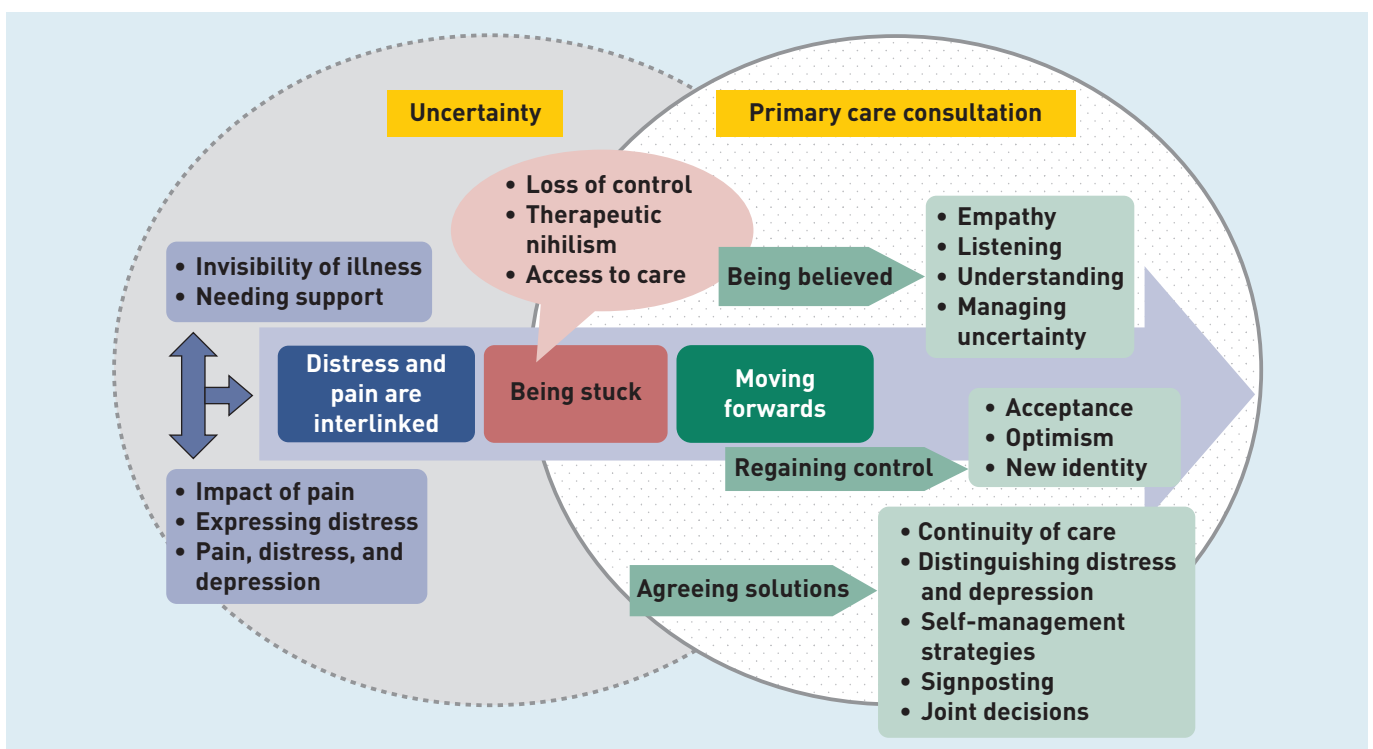 Uncertainty
Primary care consultation
• Loss of control
• Therapeutic
nihilism
• Access to care
• Invisibility of illness
• Needing support
Being believed
• Empathy
• Listening
• Understanding
• Managing
uncertainty
Distress and
pain are
interlinked
Being stuck
Moving
forwards
• Acceptance
• Optimism
• New identity
Regaining control
• Impact of pain
• Expressing distress
• Pain, distress, and
depression
Agreeing solutions
• Continuity of care
• Distinguishing distress
and depression
• Self-management
strategies
• Signposting
• Joint decisions